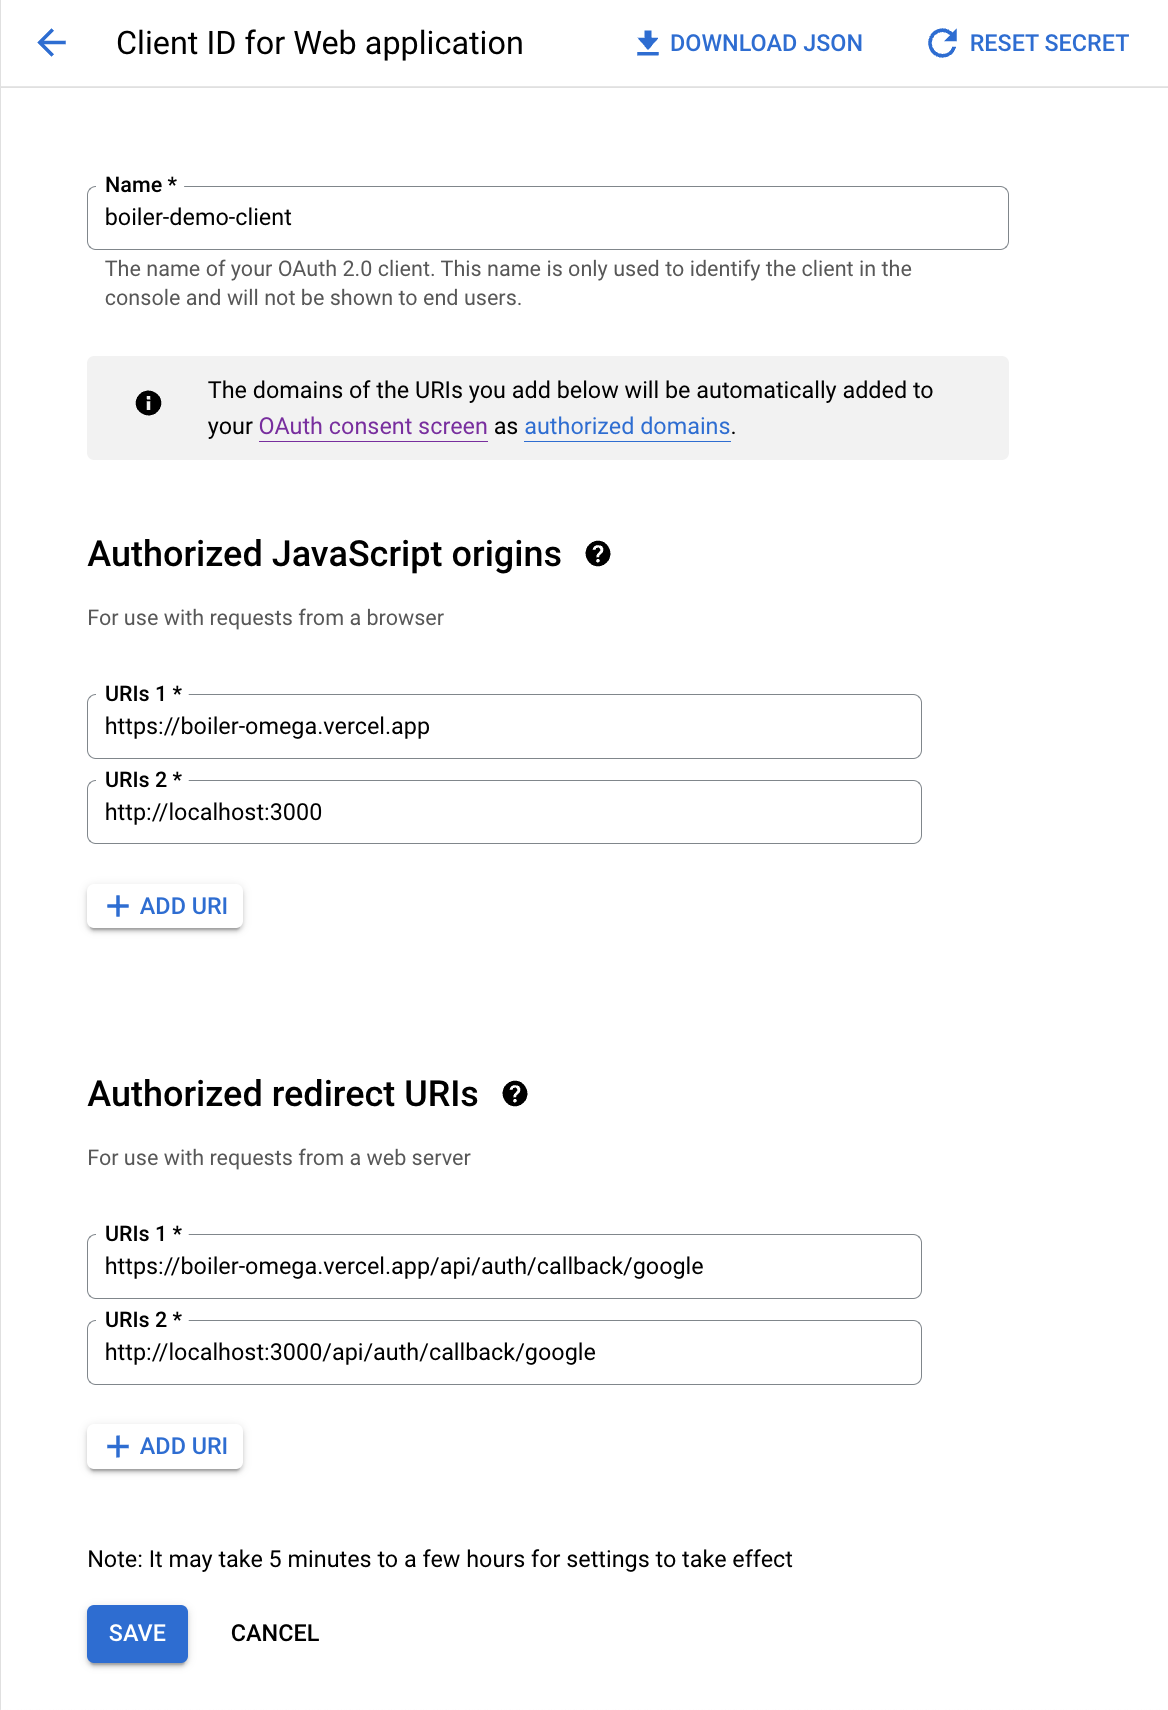 Client ID for Web application
DOWNLOAD JSON
RESET SECRET
Name *
boiler-demo-client
The name of your OAuth 2.0 client. This name is only used to identify the client in the
console and will not be shown to end users.
The domains of the URIs you add below will be automatically added to
your OAuth consent screen as authorized domains.
Authorized JavaScript origins
For use with requests from a browser
URIs 1 *
https://boiler-omega.vercel.app
URIs 2 *
http://localhost:3000
ADD URI
Authorized redirect URIs
For use with requests from a web server
URIs 1 *
https://boiler-omega.vercel.app/api/auth/callback/google
URIs 2 *
http://localhost:3000/api/auth/callback/google
ADD URI
Note: It may take 5 minutes to a few hours for settings to take effect
SAVE
CANCEL